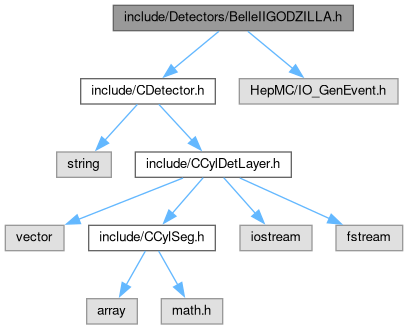 include/Detectors/BelleIIGODZILLA.h
include/CDetector.h
HepMC/IO_GenEvent.h
string
include/CCylDetLayer.h
vector
include/CCylSeg.h
iostream
fstream
array
math.h